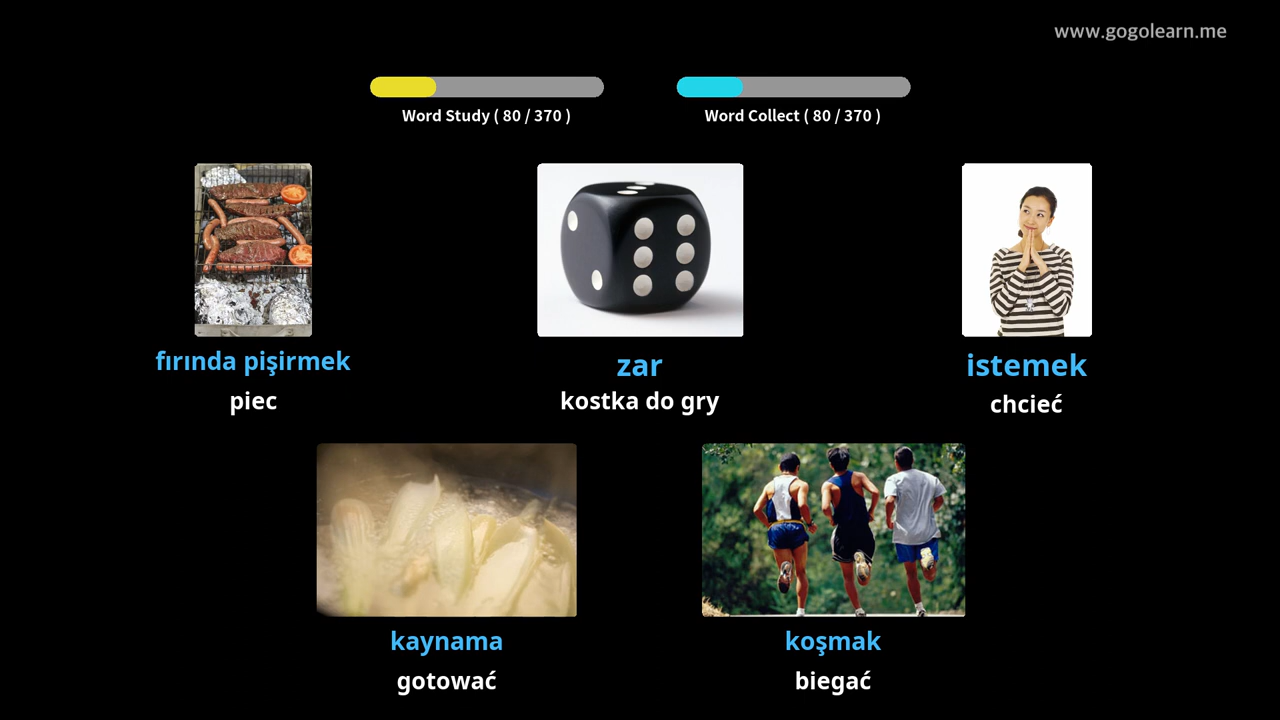 www.gogolearn.me
Word Study ( 80 / 370 )
Word Collect ( 80 / 370 )
fırında pişirmek
piec
zar
kostka do gry
istemek
chcieć
kaynama
gotować
koşmak
biegać